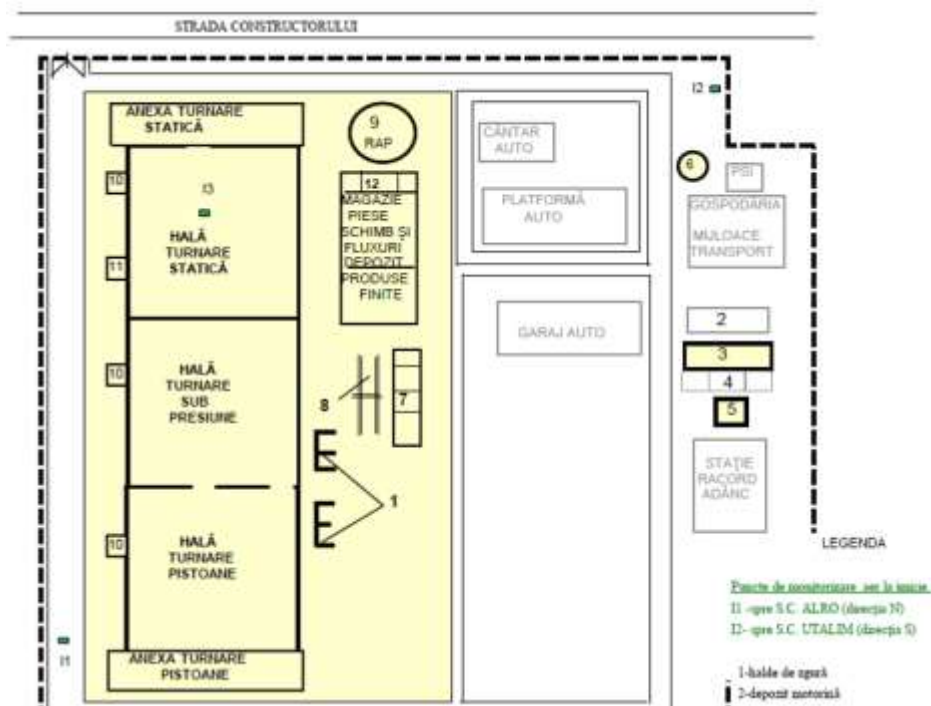 STRADA CONSTRUCTORULUI
I2
ANEXA TURNARE
STATICĂ
9
RAP
CÂNTAR
AUTO
6
PSI
10
I3
12
MAGAZIE
PIESE
SCHIMB ȘI
FLUXURI
DEPOZIT
PRODUSE
FINITE
PLATFORMĂ
AUTO
GOSPODARIA
MIJLOACE
TRANSPORT
HALĂ
TURNARE
STATICĂ
11
GARAJ AUTO
2
3
4
5
10
HALĂ
TURNARE
SUB
PRESIUNE
8
7
1
STAŢIE
RACORD
ADÂNC
10
HALĂ
TURNARE
PISTOANE
LEGENDA
Puncte de monitorizare aer la imisie
I1 -spre S.C. ALRO (direcţia N)
I2- spre S.C. UTALIM (direcţia S)
I1
ANEXA TURNARE
PISTOANE
1-halde de zgură
2-depozit motorină